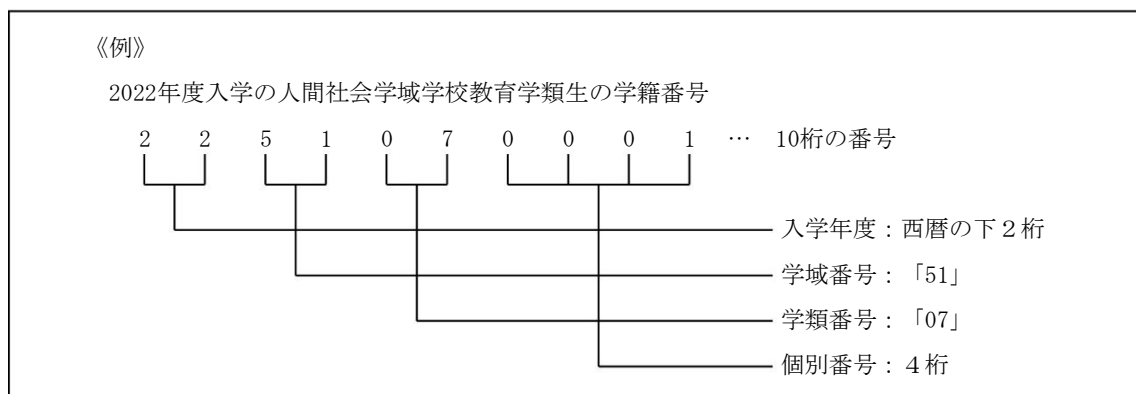 《例》
2022年度入学の人間社会学域学校教育学類生の学籍番号
2 2 5 1 0 7 0 0 0 1 … 10桁の番号
入学年度：西暦の下２桁
学域番号：「51」
学類番号：「07」
個別番号：４桁